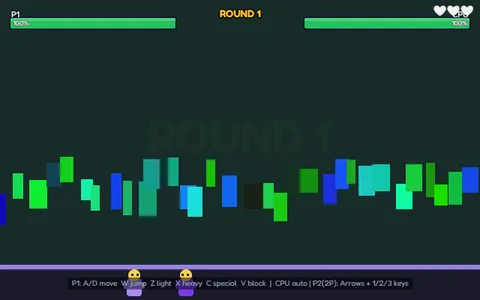 P1
ROUND 1
CPU
100%
100%
ROUND 1
P1: A/D move W jump Z light X heavy C special V block | CPU auto | P2(2P): Arrows + 1/2/3 keys